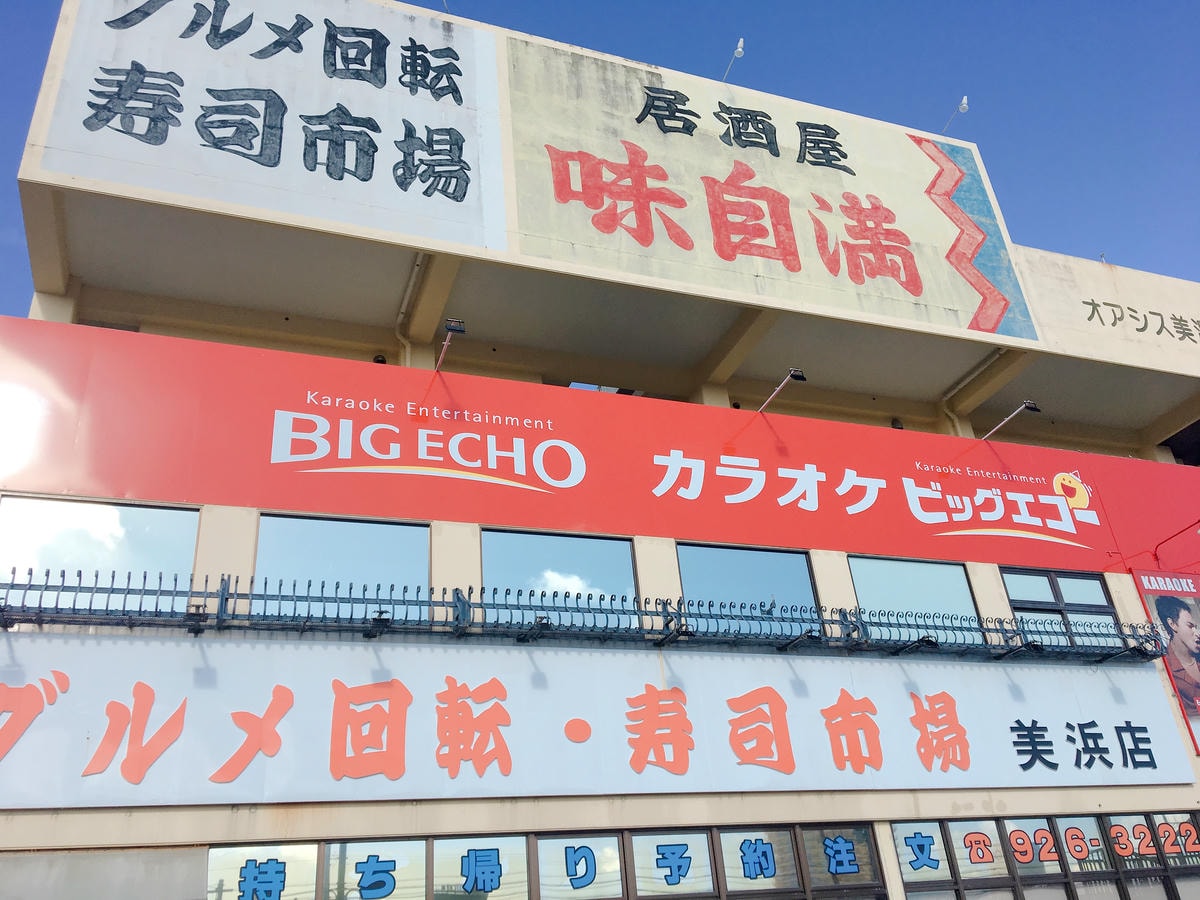 グルメ回転
寿司市場
居酒屋
味自満
オアシス美
Karaoke Entertainment
BIG ECHO
カラオケ
Karaoke Entertainment
ビッグエコー
KARAOKE
グルメ回転・寿司市場 美浜店
持ち帰り予約注文 ☎926-3222